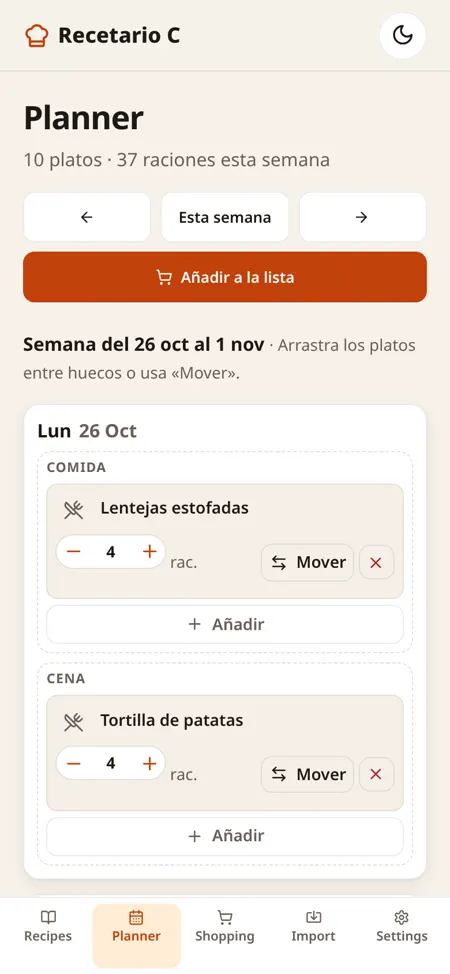 Recetario C
Planner
10 platos · 37 raciones esta semana
Esta semana
Añadir a la lista
Semana del 26 oct al 1 nov · Arrastra los platos
entre huecos o usa «Mover».
Lun 26 Oct
COMIDA
Lentejas estofadas
4 rac. Mover
Añadir
CENA
Tortilla de patatas
4 rac. Mover
Añadir
Recipes Planner Shopping Import Settings